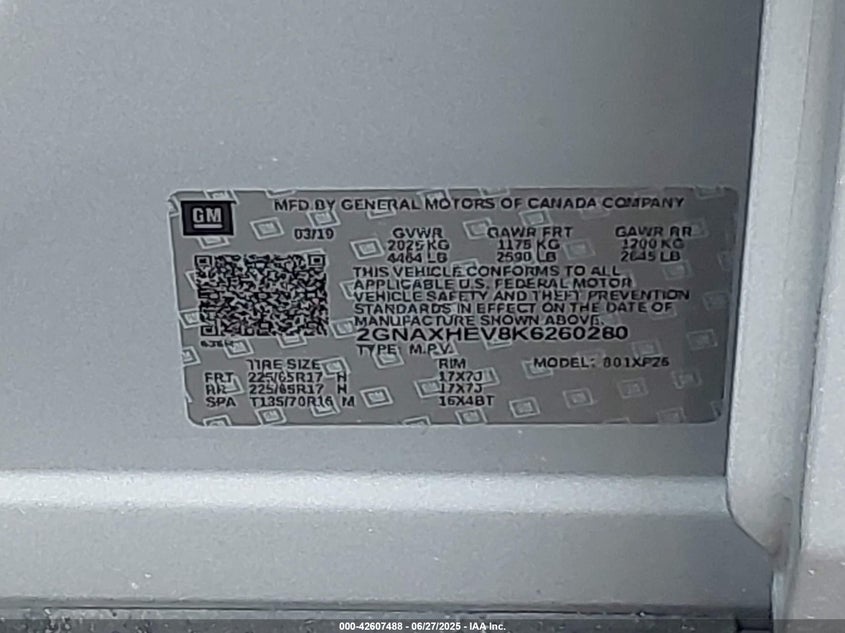 GM
MFD BY GENERAL MOTORS OF CANADA COMPANY
03/19 GVWR GAWR FRT GAWR RR
2025 KG 1175 KG 1200 KG
4464 LB 2590 LB 2645 LB
THIS VEHICLE CONFORMS TO ALL
APPLICABLE U.S. FEDERAL MOTOR
VEHICLE SAFETY AND THEFT PREVENTION
STANDARDS IN EFFECT ON THE DATE OF
MANUFACTURE SHOWN ABOVE.
2GNAXHEV8K6260280
TYPE: M.P.V. MODEL: 801XP26
TIRE SIZE RIM
FRT 225/65R17 H 17X7J
RR 225/65R17 H 17X7J
SPA T135/70R16 M 16X4BT
000-42607488 - 06/27/2025 - IAA Inc.